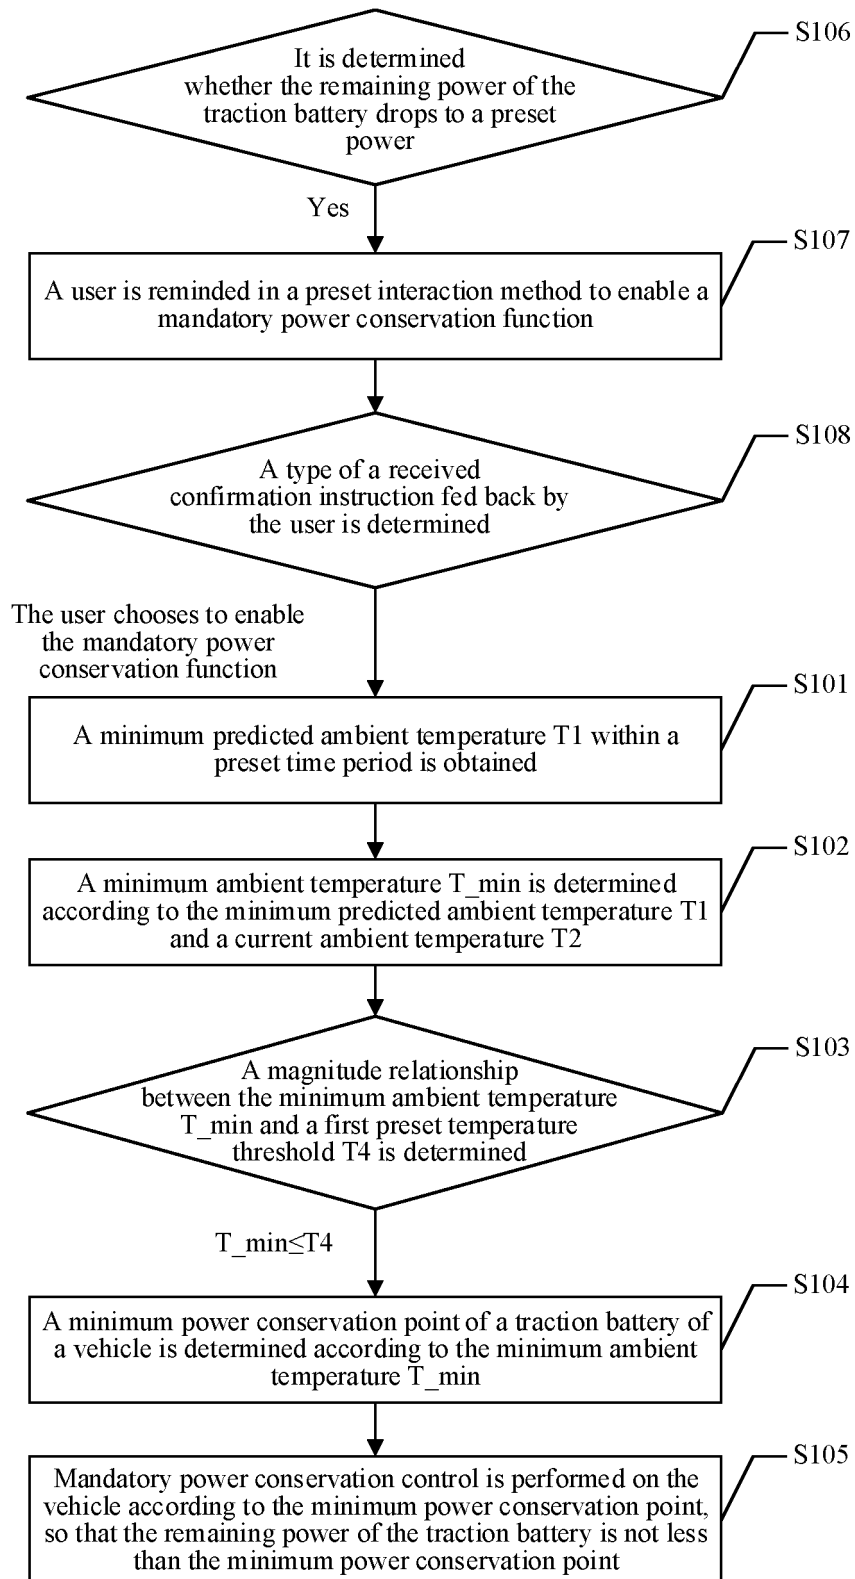 S106
It is determined
whether the remaining power of the
traction battery drops to a preset
power
Yes
S107
A user is reminded in a preset interaction method to enable a
mandatory power conservation function
S108
A type of a received
confirmation instruction fed back by
the user is determined
The user chooses to enable
the mandatory power
conservation function
S101
A minimum predicted ambient temperature T1 within a
preset time period is obtained
S102
A minimum ambient temperature T_min is determined
according to the minimum predicted ambient temperature T1
and a current ambient temperature T2
S103
A magnitude relationship
between the minimum ambient temperature
T_min and a first preset temperature
threshold T4 is determined
T_min≤T4
S104
A minimum power conservation point of a traction battery of
a vehicle is determined according to the minimum ambient
temperature T_min
S105
Mandatory power conservation control is performed on the
vehicle according to the minimum power conservation point,
so that the remaining power of the traction battery is not less
than the minimum power conservation point